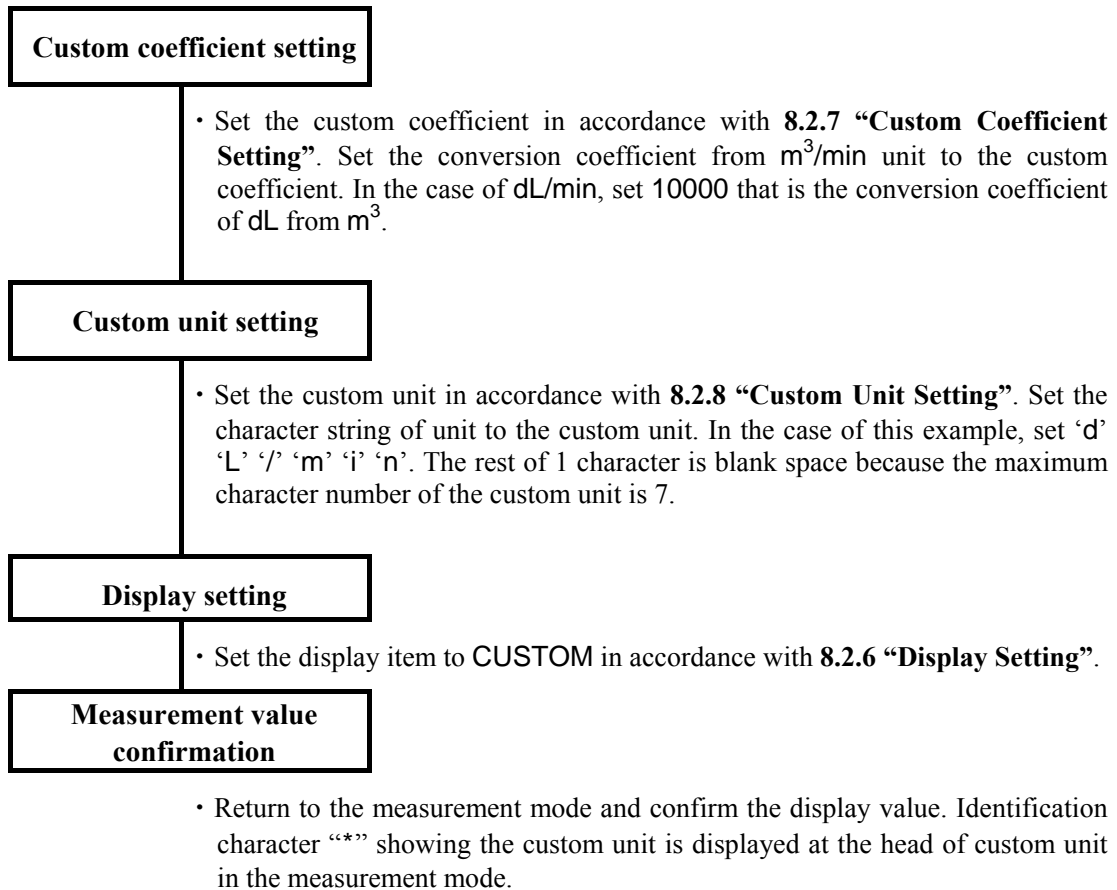 Custom coefficient setting
・Set the custom coefficient in accordance with 8.2.7 “Custom Coefficient
Setting”. Set the conversion coefficient from m³/min unit to the custom
coefficient. In the case of dL/min, set 10000 that is the conversion coefficient
of dL from m³.
Custom unit setting
・Set the custom unit in accordance with 8.2.8 “Custom Unit Setting”. Set the
character string of unit to the custom unit. In the case of this example, set ‘d’
‘L’ ‘/’ ‘m’ ‘i’ ‘n’. The rest of 1 character is blank space because the maximum
character number of the custom unit is 7.
Display setting
・Set the display item to CUSTOM in accordance with 8.2.6 “Display Setting”.
Measurement value
confirmation
・Return to the measurement mode and confirm the display value. Identification
character “*” showing the custom unit is displayed at the head of custom unit
in the measurement mode.